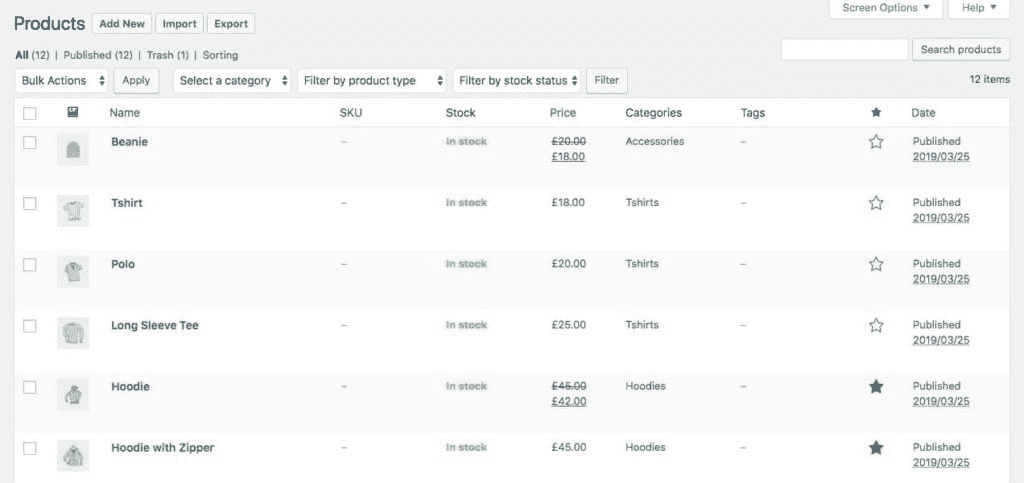 Screen Options ▼ Help ▼
Products Add New Import Export
All (12) | Published (12) | Trash (1) | Sorting
Search products
Bulk Actions Apply Select a category Filter by product type Filter by stock status Filter
12 items
Name SKU Stock Price Categories Tags ★ Date
Beanie – In stock £20.00 Accessories – ☆ Published
£18.00 2019/03/25
Tshirt – In stock £18.00 Tshirts – ☆ Published
2019/03/25
Polo – In stock £20.00 Tshirts – ☆ Published
2019/03/25
Long Sleeve Tee – In stock £25.00 Tshirts – ☆ Published
2019/03/25
Hoodie – In stock £45.00 Hoodies – ★ Published
£42.00 2019/03/25
Hoodie with Zipper – In stock £45.00 Hoodies – ★ Published
2019/03/25